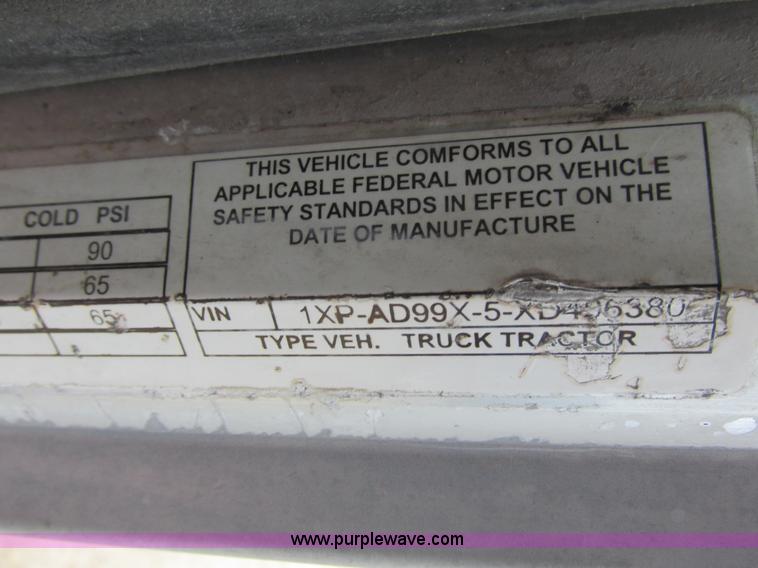 THIS VEHICLE COMFORMS TO ALL
APPLICABLE FEDERAL MOTOR VEHICLE
SAFETY STANDARDS IN EFFECT ON THE
DATE OF MANUFACTURE
COLD PSI
90
65
65
VIN
TYPE VEH. TRUCK TRACTOR
www.purplewave.com